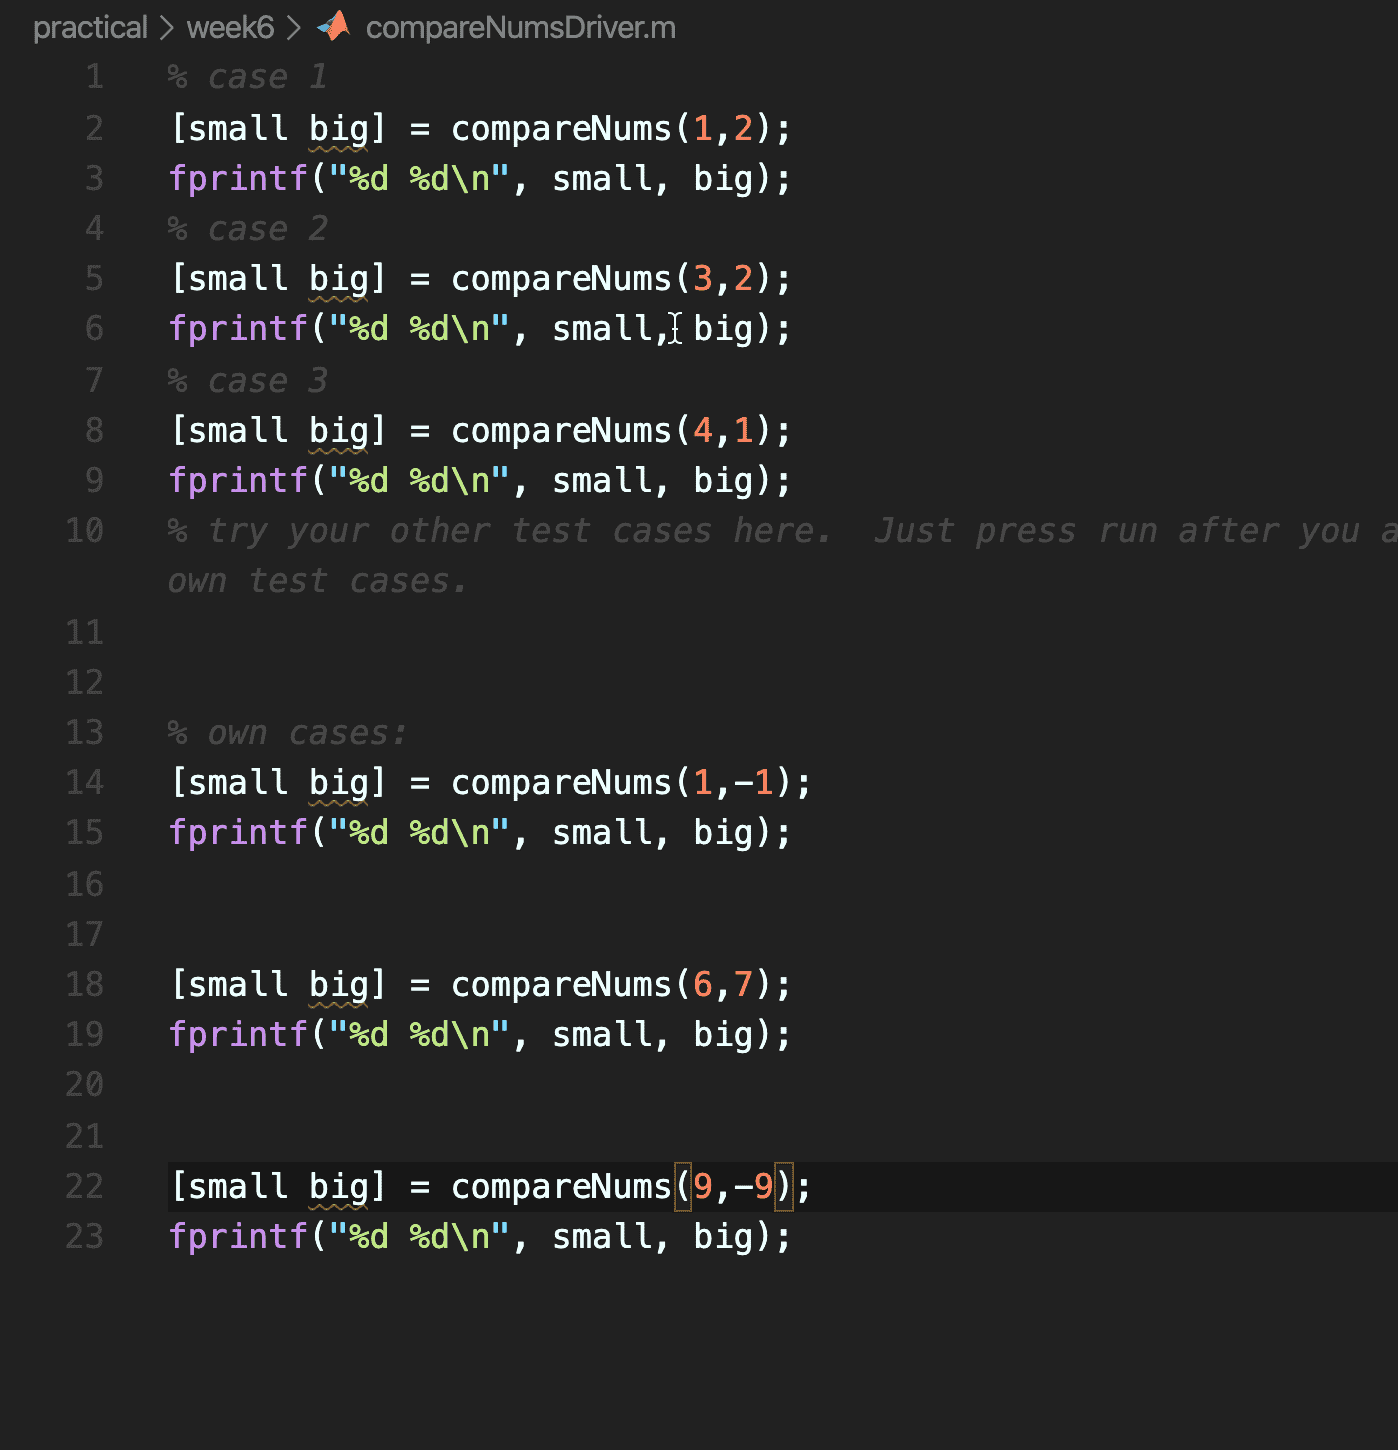 practical > week6 > compareNumsDriver.m
1 % case 1
2 [small big] = compareNums(1,2);
3 fprintf("%d %d\n", small, big);
4 % case 2
5 [small big] = compareNums(3,2);
6 fprintf("%d %d\n", small, big);
7 % case 3
8 [small big] = compareNums(4,1);
9 fprintf("%d %d\n", small, big);
10 % try your other test cases here.  Just press run after you a
own test cases.
11
12
13 % own cases:
14 [small big] = compareNums(1,-1);
15 fprintf("%d %d\n", small, big);
16
17
18 [small big] = compareNums(6,7);
19 fprintf("%d %d\n", small, big);
20
21
22 [small big] = compareNums(9,-9);
23 fprintf("%d %d\n", small, big);